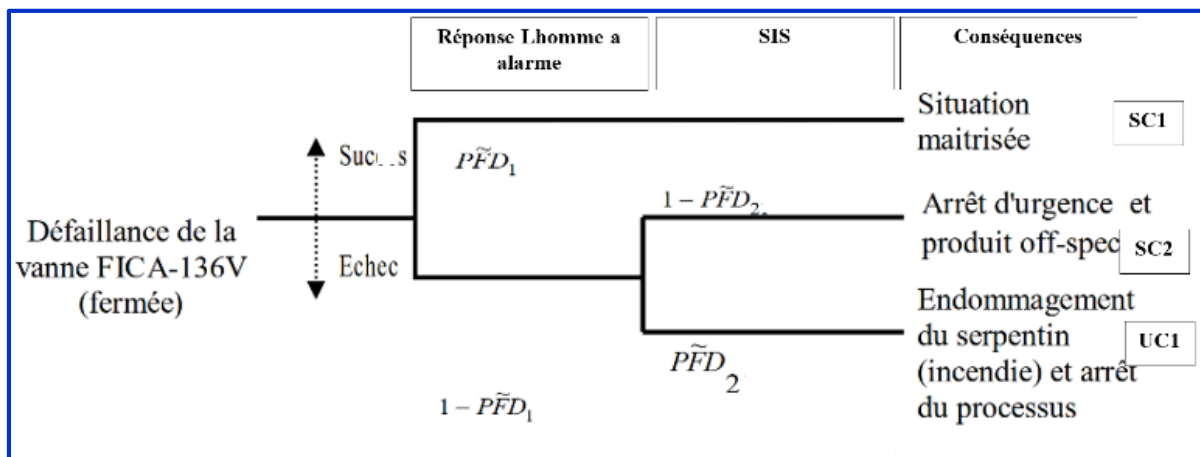 Réponse Lhomme a
alarme
SIS
Conséquences
Situation
maitrisée
SC1
PF̃D₁
1 − PF̃D₂
Défaillance de la
vanne FICA-136V
(fermée)
Echec
Arrêt d'urgence et
produit off-spec
SC2
Endommagement
du serpentin
(incendie) et arrêt
du processus
UC1
PF̃D
2
1 − PF̃D₁